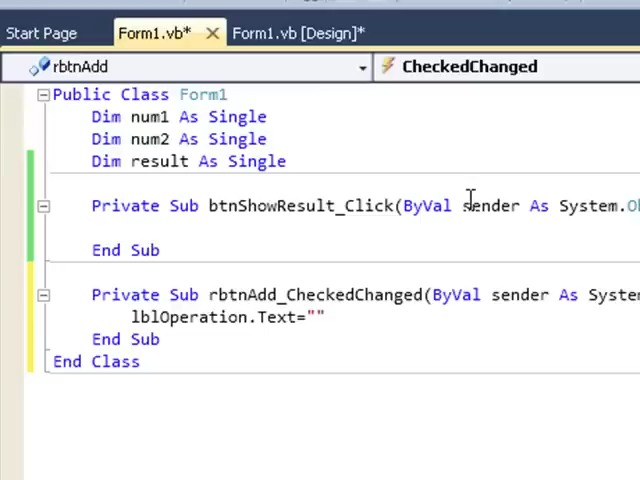 Start Page Form1.vb* Form1.vb [Design]*
rbtnAdd CheckedChanged
Public Class Form1
Dim num1 As Single
Dim num2 As Single
Dim result As Single
Private Sub btnShowResult_Click(ByVal sender As System.Ob
End Sub
Private Sub rbtnAdd_CheckedChanged(ByVal sender As System
lblOperation.Text=""
End Sub
End Class